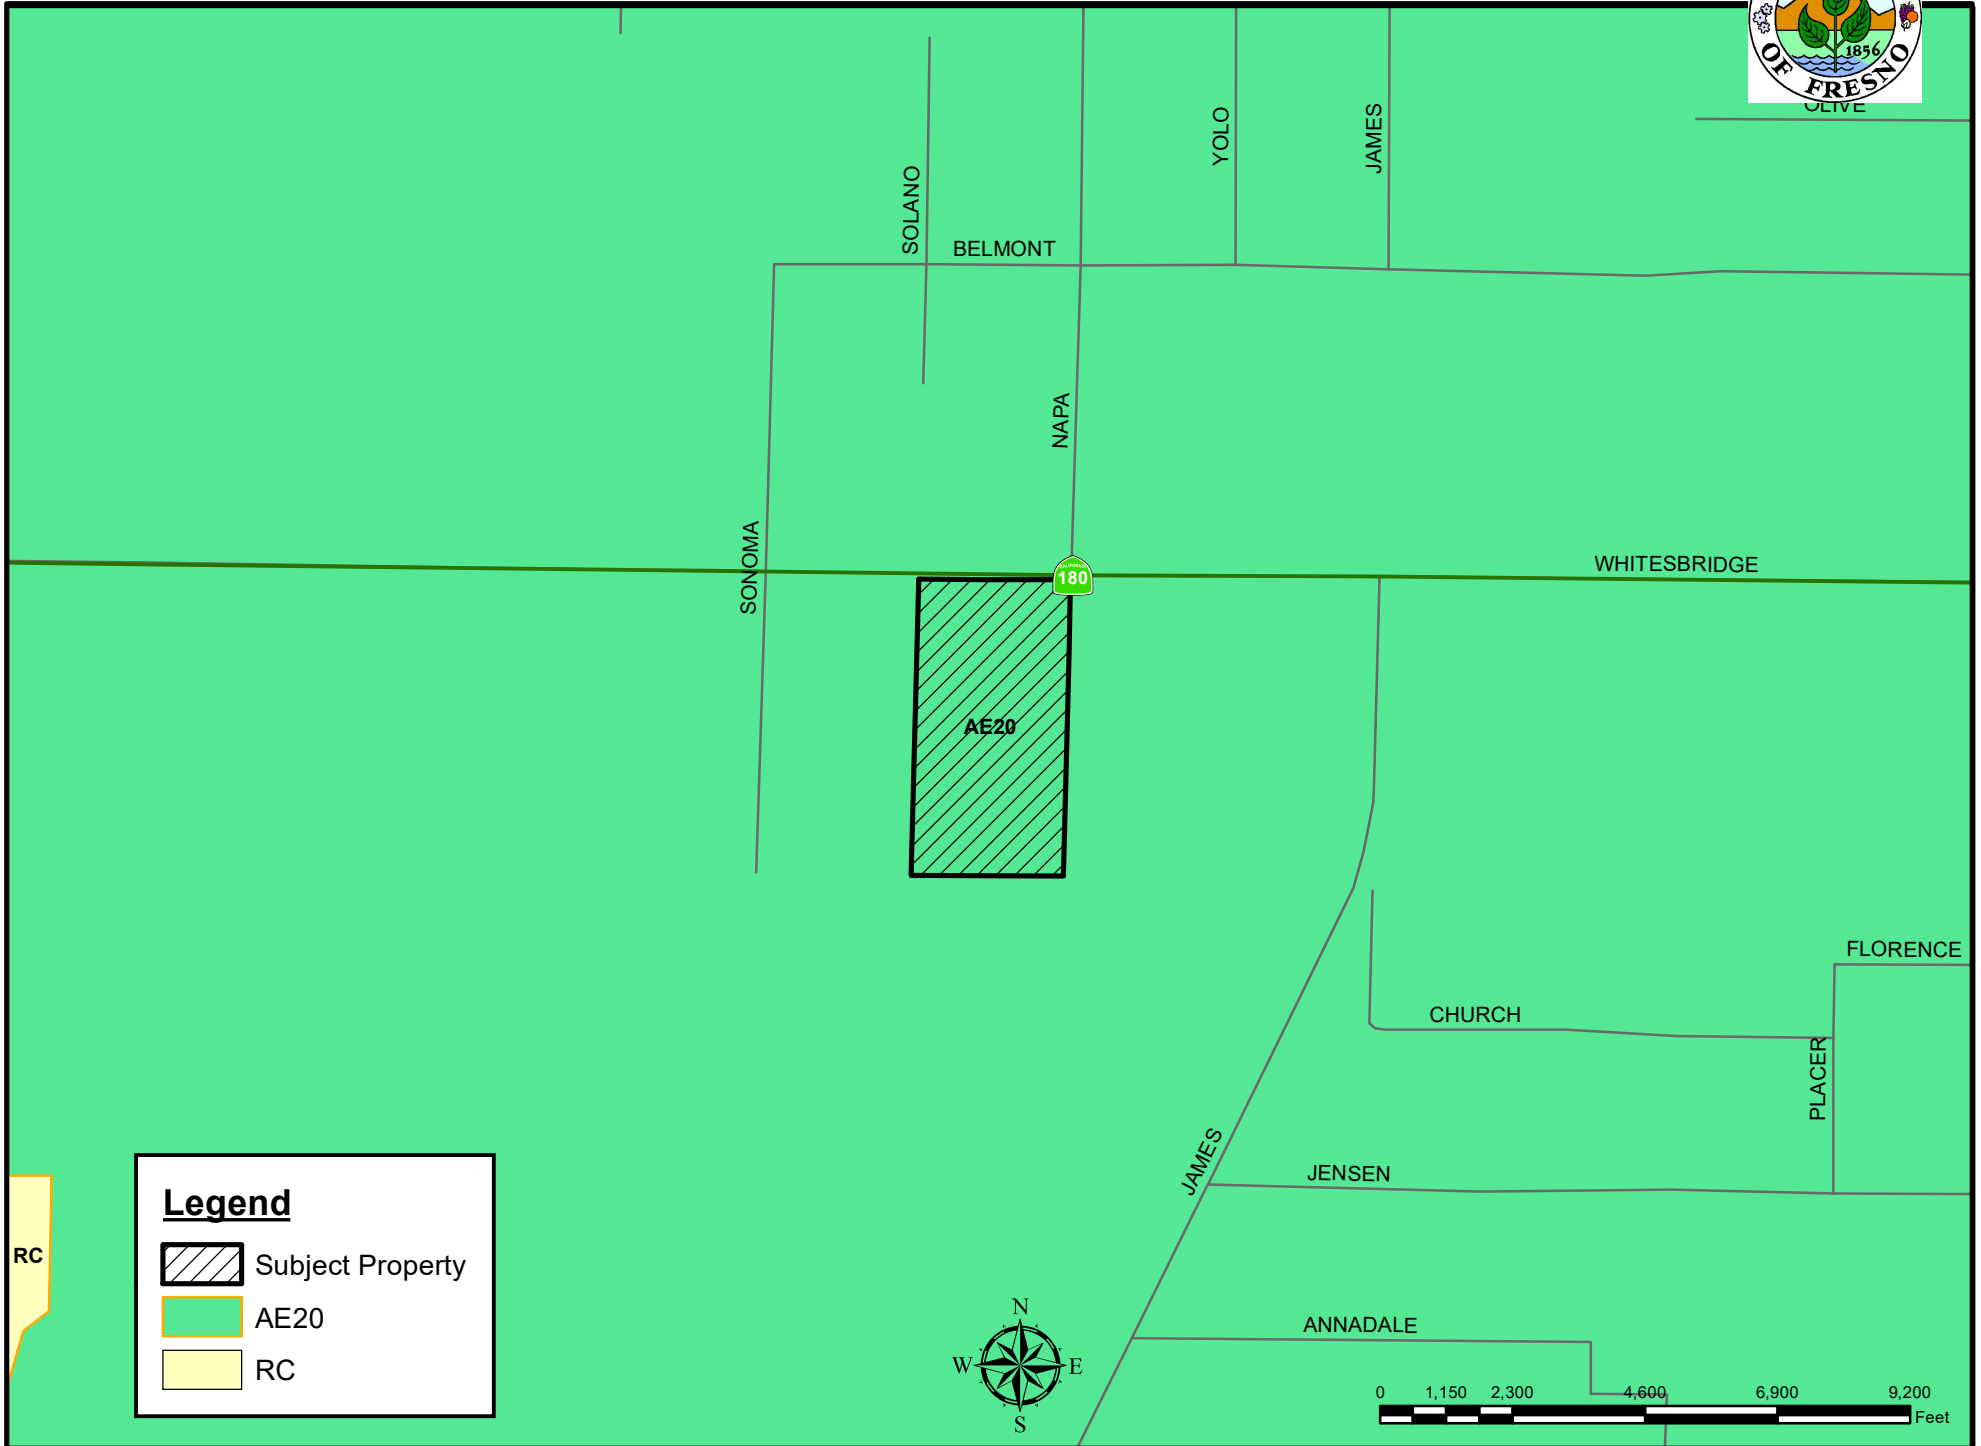 1856
OF FRESNO
OLIVE
YOLO
JAMES
SOLANO
BELMONT
NAPA
SONOMA
WHITESBRIDGE
CALIFORNIA
180
AE20
FLORENCE
CHURCH
PLACER
JAMES
JENSEN
ANNADALE
RC
Legend
Subject Property
AE20
RC
N
W E
S
0 1,150 2,300 4,600 6,900 9,200
Feet